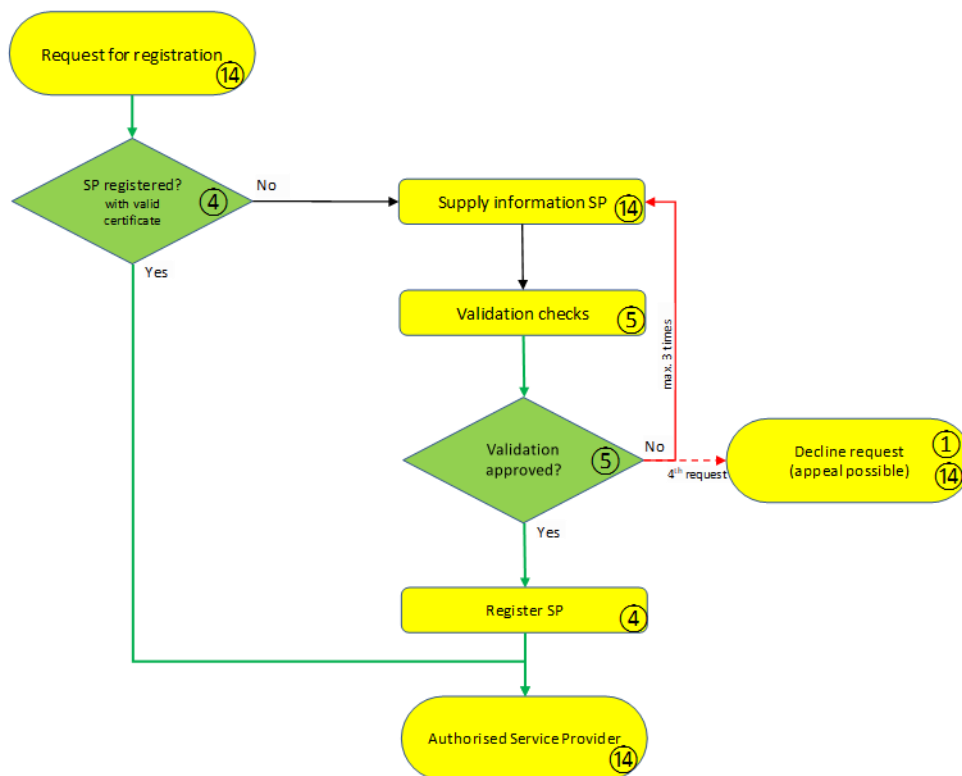 Request for registration
14
SP registered?
with valid
certificate
4
No
Yes
Supply information SP
14
Validation checks
5
max. 3 times
Validation
approved?
5
No
4th request
Yes
Decline request
(appeal possible)
1
14
Register SP
4
Authorised Service Provider
14